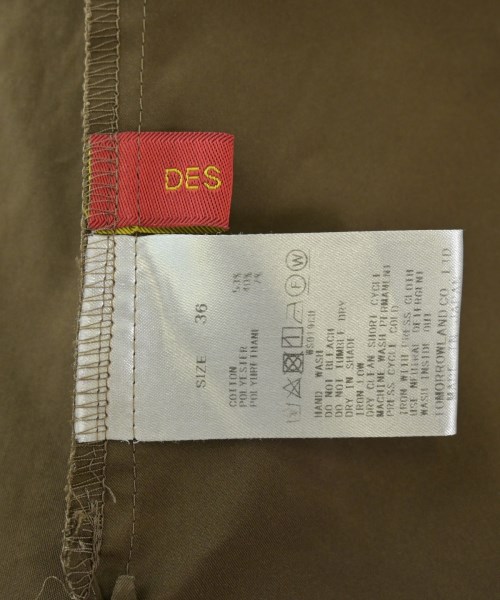 DES
SIZE 36
COTTON
POLYESTER 40%
POLYURETHANE
HAND WASH
DO NOT BLEACH
DO NOT TUMBLE DRY
DRY IN SHADE
IRON LOW
DRY CLEAN SHORT CYCLE
MACHINE WASH PERMANENT
PRESS CYCLE COLD
IRON WITH PRESS CLOTH
USE NEUTRAL DETERGENT
WASH INSIDE OUT
TOMORROWLAND CO., LTD.
MADE IN JAPAN